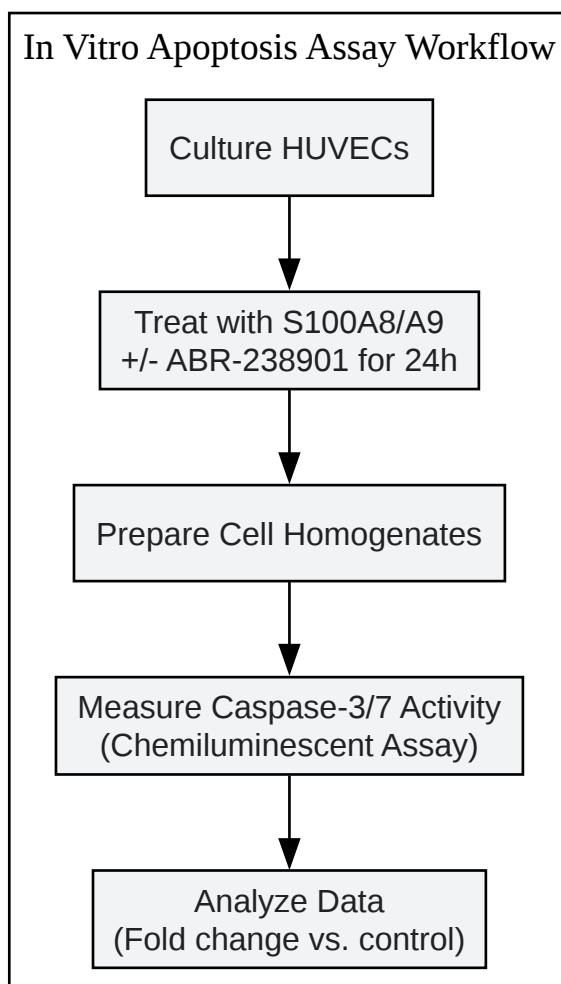 In Vitro Apoptosis Assay Workflow
Culture HUVECs
Treat with S100A8/A9
+/- ABR-238901 for 24h
Prepare Cell Homogenates
Measure Caspase-3/7 Activity
(Chemiluminescent Assay)
Analyze Data
(Fold change vs. control)